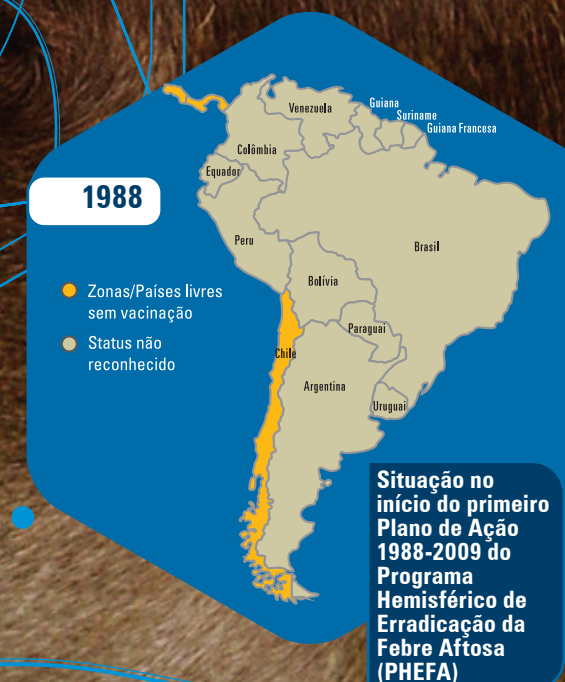 1988
Zonas/Países livres
sem vacinação
Status não
reconhecido
Venezuela
Guiana
Suriname
Guiana Francesa
Colômbia
Equador
Peru
Brasil
Bolívia
Paraguai
Chile
Argentina
Uruguai
Situação no
início do primeiro
Plano de Ação
1988-2009 do
Programa
Hemisférico de
Erradicação da
Febre Aftosa
(PHEFA)